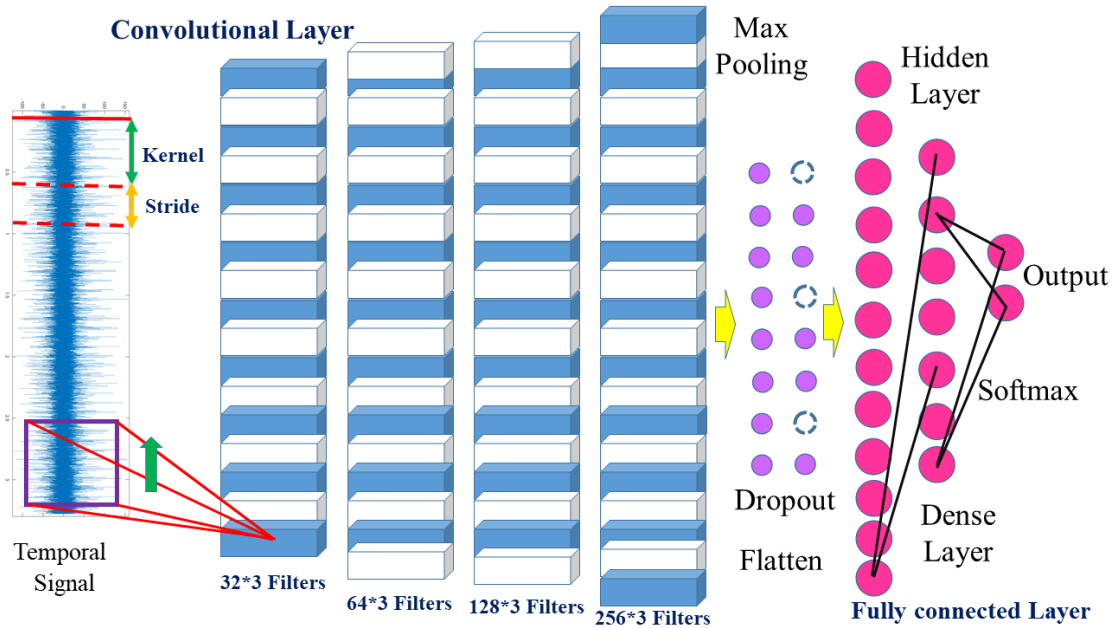 Convolutional Layer
Kernel
Stride
Temporal
Signal
32*3 Filters
64*3 Filters
128*3 Filters
256*3 Filters
Max
Pooling
Dropout
Flatten
Hidden
Layer
Output
Softmax
Dense
Layer
Fully connected Layer